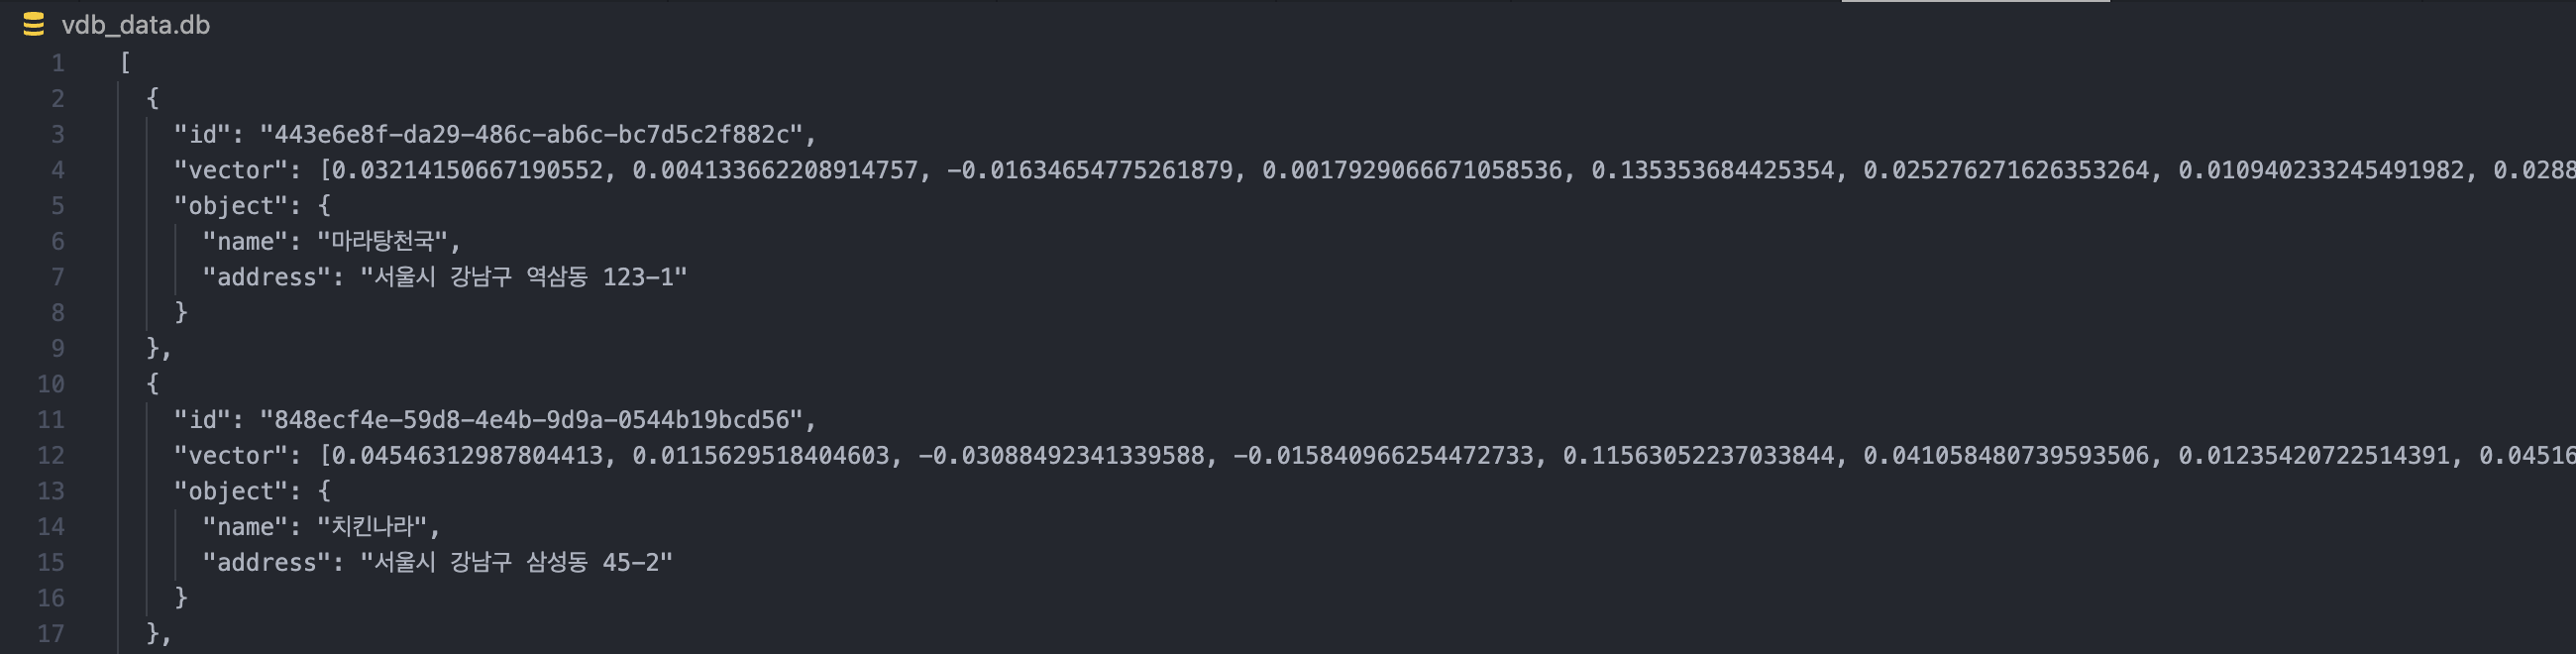 vdb_data.db
1 [
2 {
3 "id": "443e6e8f-da29-486c-ab6c-bc7d5c2f882c",
4 "vector": [0.03214150667190552, 0.004133662208914757, -0.01634654775261879, 0.0017929066671058536, 0.135353684425354, 0.025276271626353264, 0.010940233245491982, 0.0288
5 "object": {
6 "name": "마라탕천국",
7 "address": "서울시 강남구 역삼동 123-1"
8 }
9 },
10 {
11 "id": "848ecf4e-59d8-4e4b-9d9a-0544b19bcd56",
12 "vector": [0.04546312987804413, 0.0115629518404603, -0.03088492341339588, -0.015840966254472733, 0.11563052237033844, 0.041058480739593506, 0.01235420722514391, 0.04516
13 "object": {
14 "name": "치킨나라",
15 "address": "서울시 강남구 삼성동 45-2"
16 }
17 },